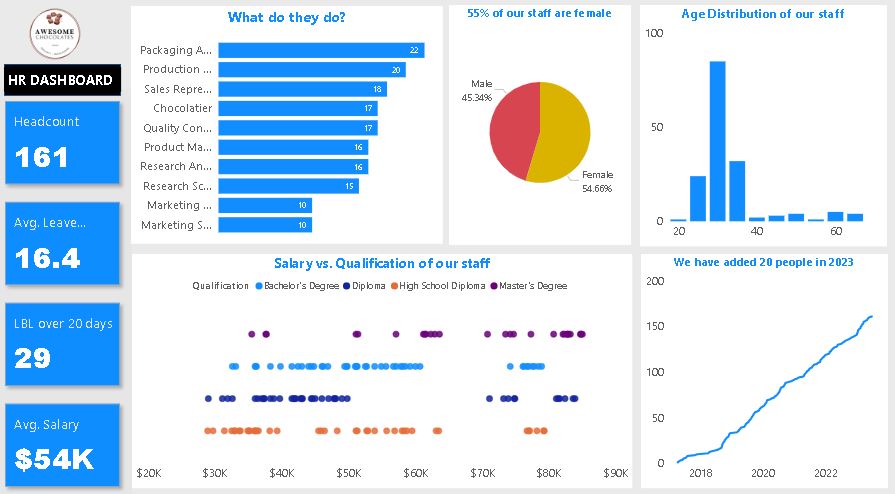 AWESOME
CHOCOLATES
HR DASHBOARD
Headcount
161
Avg. Leave...
16.4
LBL over 20 days
29
Avg. Salary
$54K
What do they do?
Packaging A... 22
Production ... 20
Sales Repre... 18
Chocolatier 17
Quality Con... 17
Product Ma... 16
Research An... 16
Research Sc... 15
Marketing ... 10
Marketing S... 10
55% of our staff are female
Male
45.34%
Female
54.66%
Age Distribution of our staff
100
50
0
20 40 60
Salary vs. Qualification of our staff
Qualification Bachelor's Degree Diploma High School Diploma Master's Degree
$20K $30K $40K $50K $60K $70K $80K $90K
We have added 20 people in 2023
200
150
100
50
0
2018 2020 2022